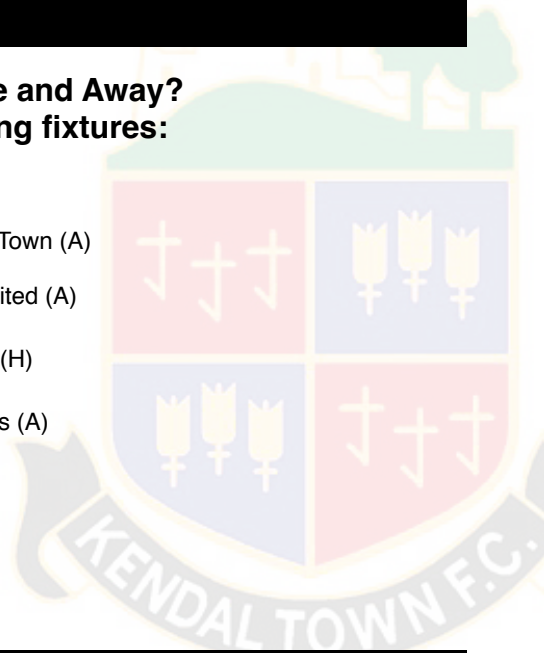 e and Away?
ng fixtures:
Town (A)
ited (A)
(H)
s (A)
KENDAL TOWN F.C.